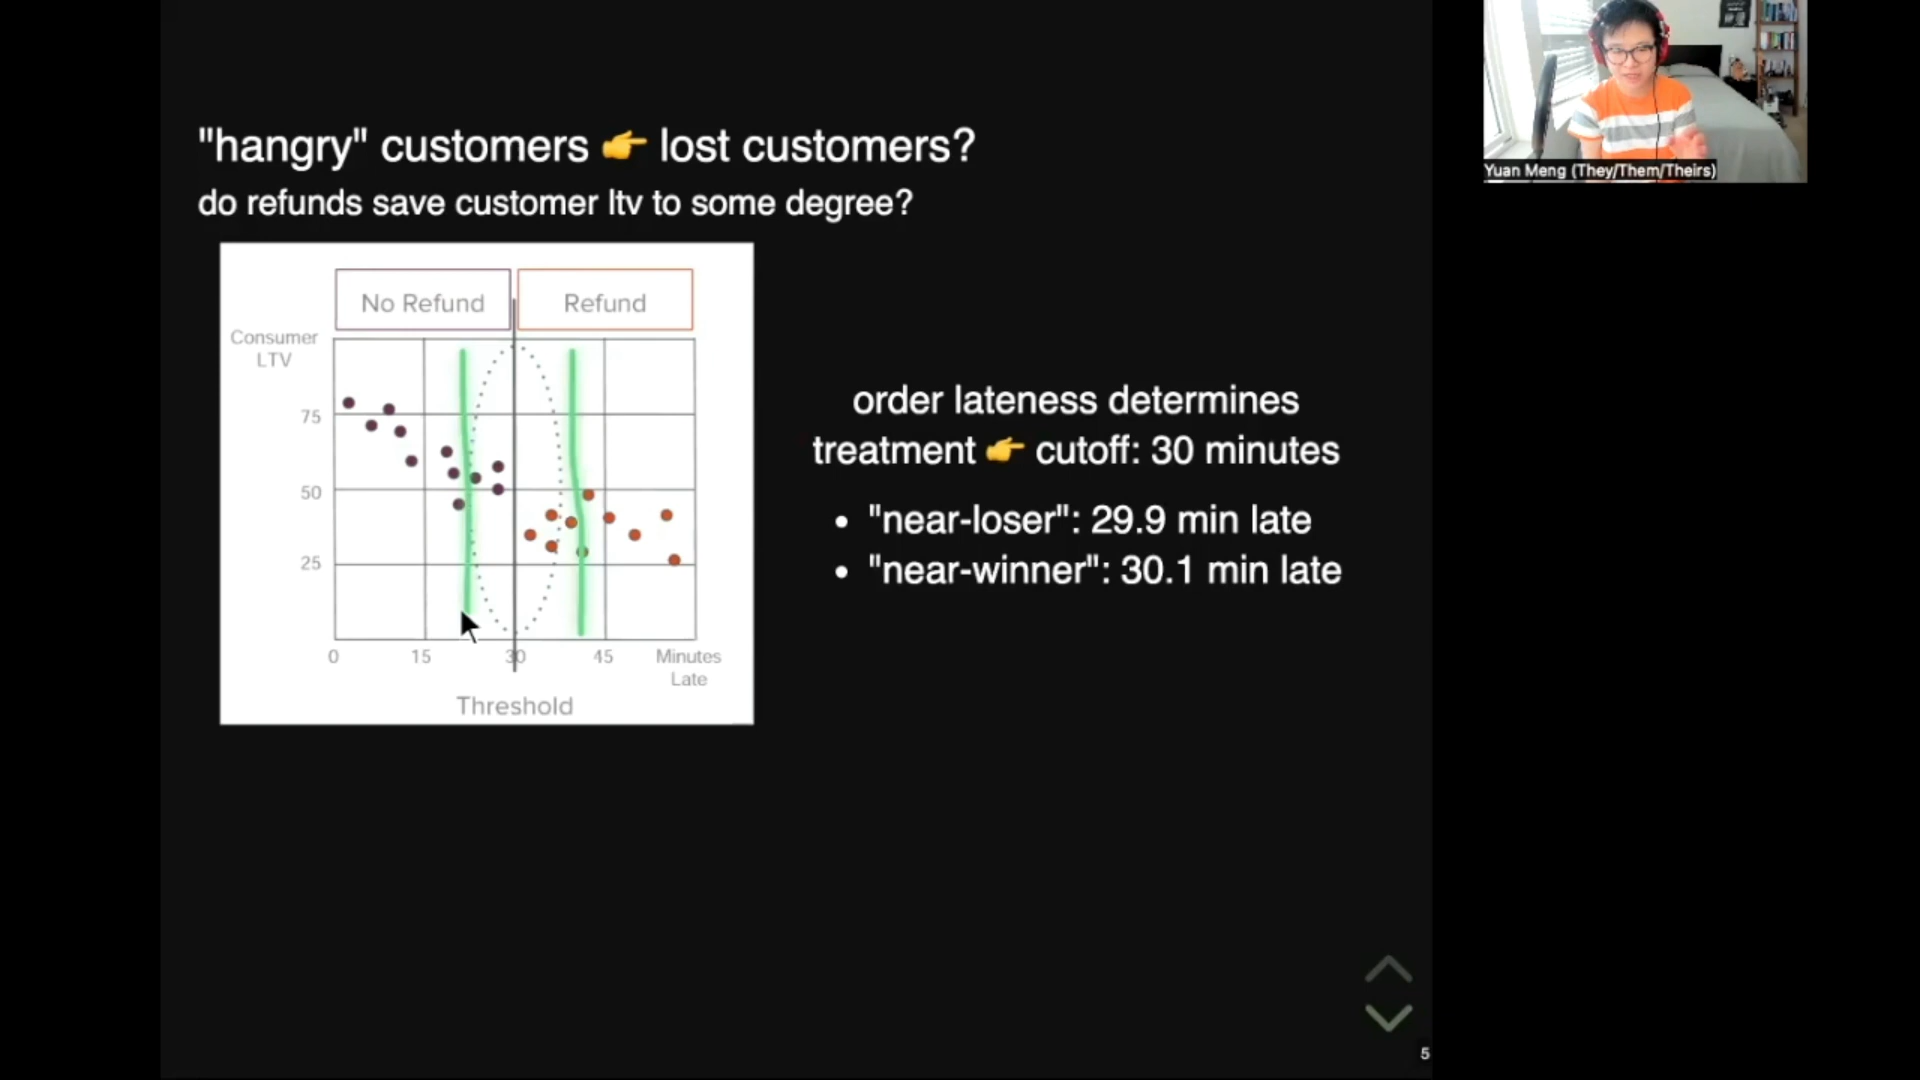 "hangry" customers 👉 lost customers?
do refunds save customer ltv to some degree?
No Refund
Refund
Consumer
LTV
75
50
25
0
15
30
45
Minutes
Late
Threshold
order lateness determines
treatment 👉 cutoff: 30 minutes
• "near-loser": 29.9 min late
• "near-winner": 30.1 min late
Yuan Meng (They/Them/Theirs)
5